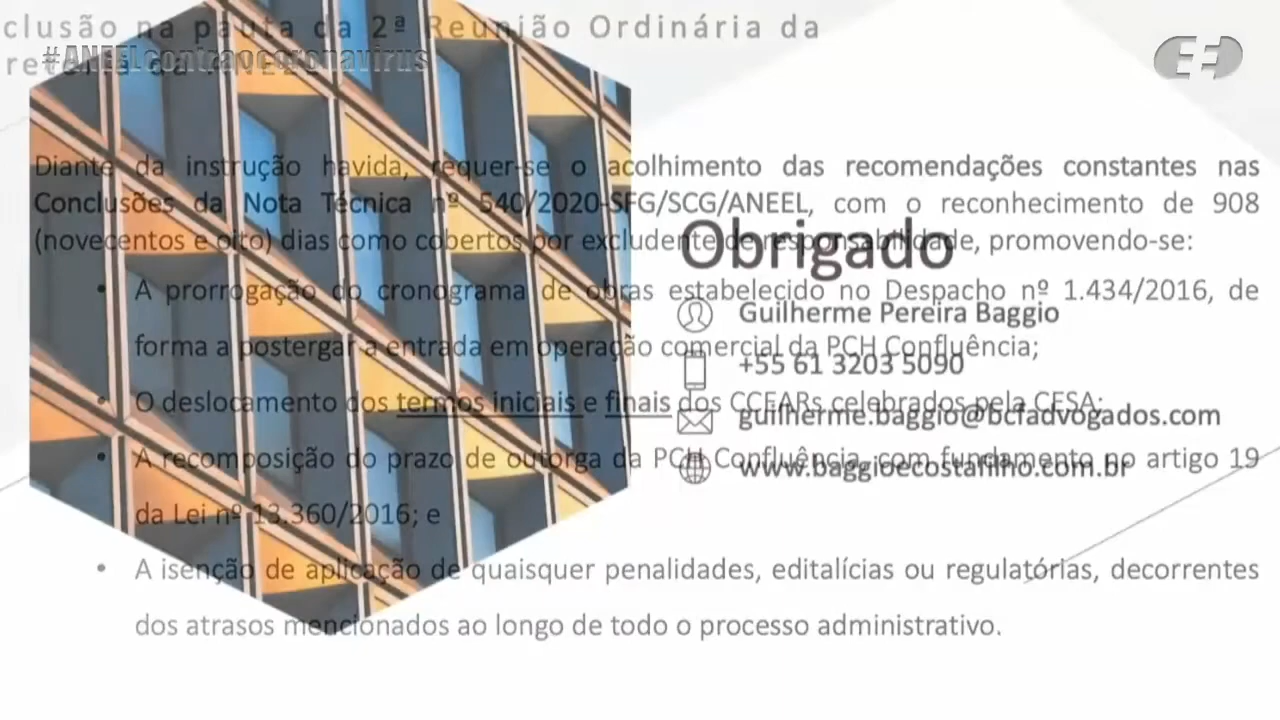 clusão na pauta da 2ª Reunião Ordinária da
#ANEELcontraocoronavirus
Diante da instrução havida, requer-se o acolhimento das recomendações constantes nas
Conclusões da Nota Técnica nº 540/2020-SFG/SCG/ANEEL, com o reconhecimento de 908
(novecentos e oito) dias como cobertos por excludente de responsabilidade, promovendo-se:
Obrigado
• A prorrogação do cronograma de obras estabelecido no Despacho nº 1.434/2016, de
Guilherme Pereira Baggio
forma a postergar a entrada em operação comercial da PCH Confluência;
+55 61 3203 5090
• O deslocamento dos termos iniciais e finais dos CCEARs celebrados pela CESA;
guilherme.baggio@bcfadvogados.com
• A recomposição do prazo de outorga da PCH Confluência, com fundamento no artigo 19
www.baggioecostafilho.com.br
da Lei nº 13.360/2016; e
• A isenção de aplicação de quaisquer penalidades, editalícias ou regulatórias, decorrentes
dos atrasos mencionados ao longo de todo o processo administrativo.